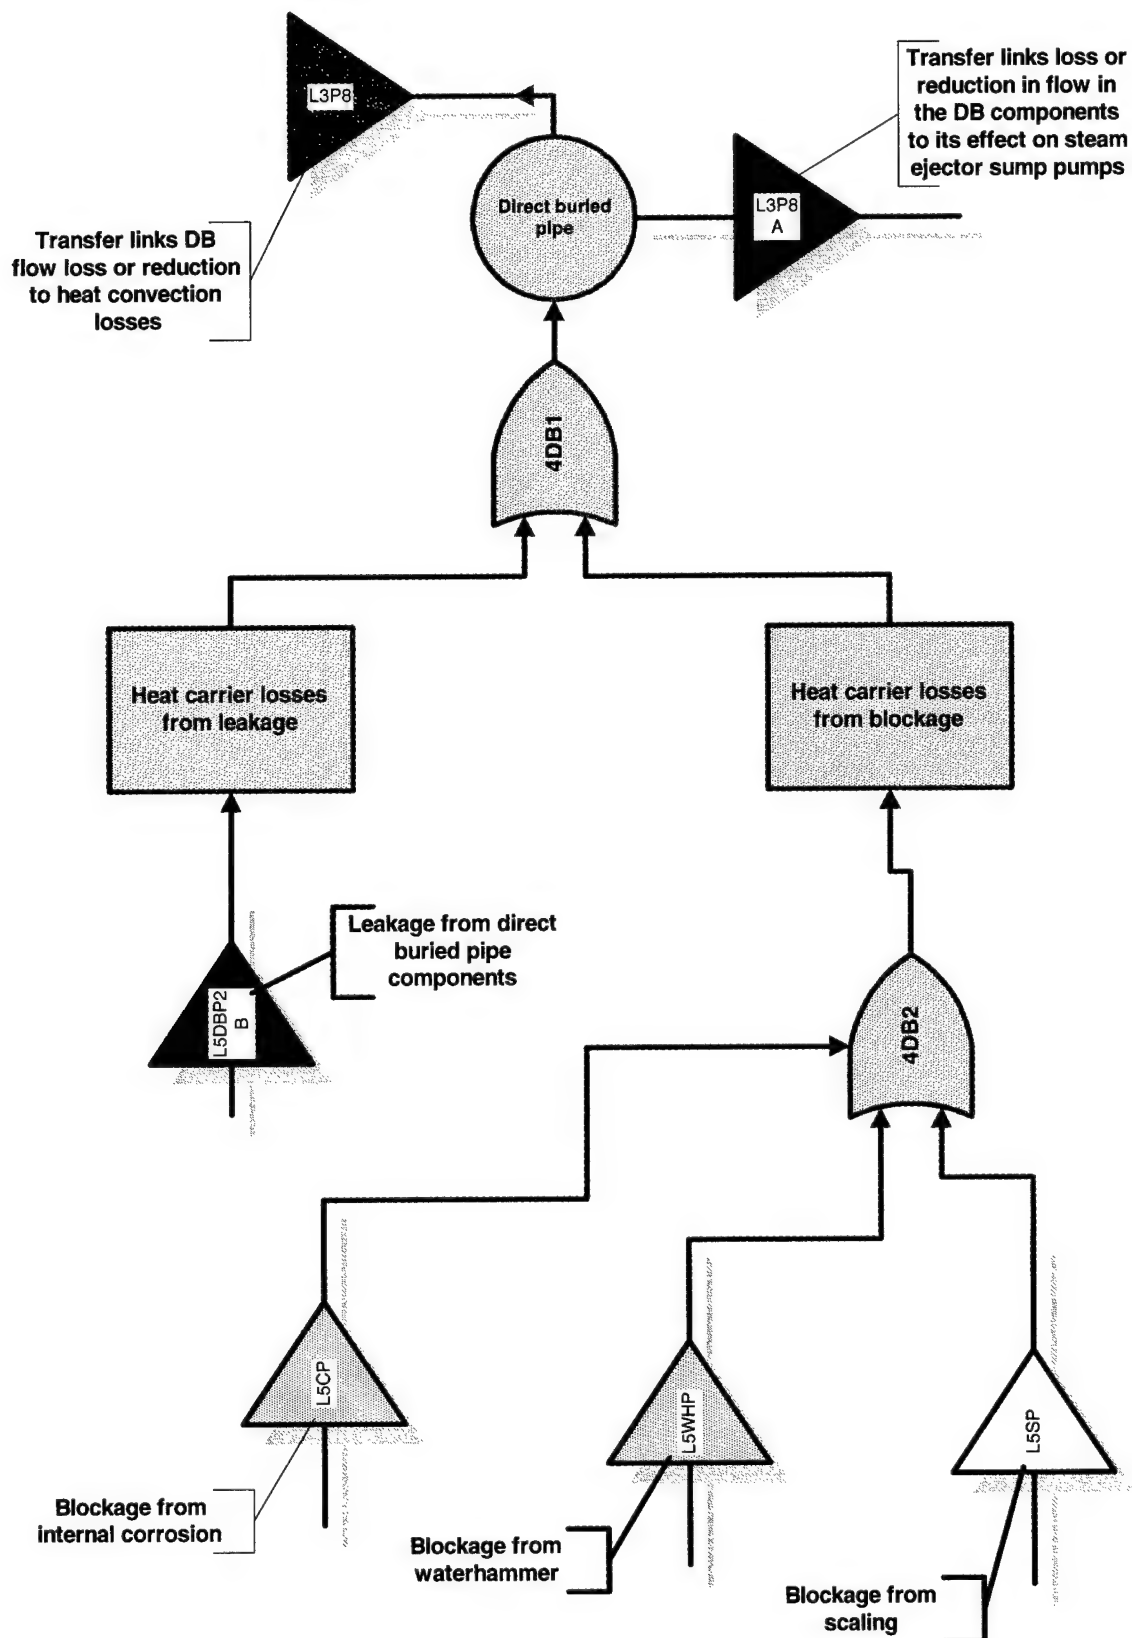 L3P8
Transfer links loss or
reduction in flow in
the DB components
to its effect on steam
ejector sump pumps
Direct buried
pipe
L3P8
A
Transfer links DB
flow loss or reduction
to heat convection
losses
4DB1
Heat carrier losses
from leakage
Heat carrier losses
from blockage
Leakage from direct
buried pipe
components
L5DBP2
B
4DB2
L5CP
L5WHP
L5SP
Blockage from
internal corrosion
Blockage from
waterhammer
Blockage from
scaling